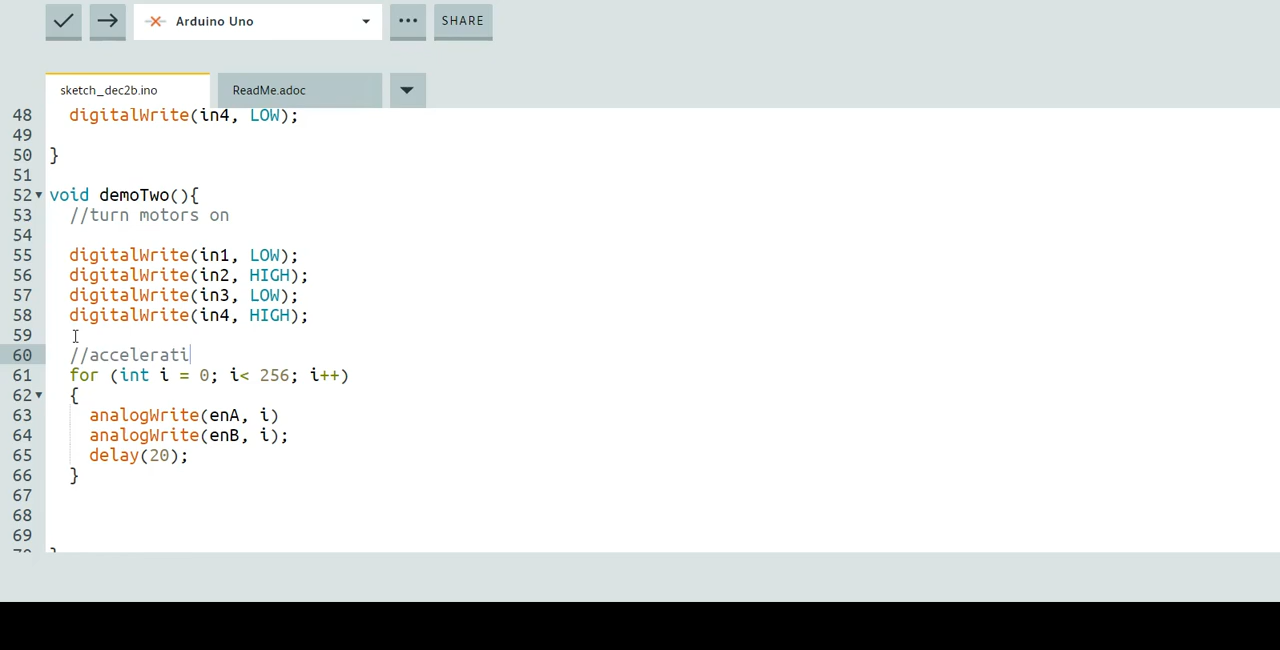 Arduino Uno
SHARE
sketch_dec2b.ino
ReadMe.adoc
48   digitalWrite(in4, LOW);
49
50 }
51
52 void demoTwo(){
53   //turn motors on
54
55   digitalWrite(in1, LOW);
56   digitalWrite(in2, HIGH);
57   digitalWrite(in3, LOW);
58   digitalWrite(in4, HIGH);
59
60   //accelerati
61   for (int i = 0; i< 256; i++)
62   {
63     analogWrite(enA, i)
64     analogWrite(enB, i);
65     delay(20);
66   }
67
68
69